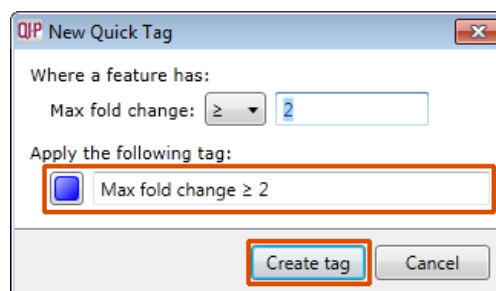 QIP New Quick Tag
Where a feature has:
Max fold change: ≥ 2
Apply the following tag:
Max fold change ≥ 2
Create tag Cancel